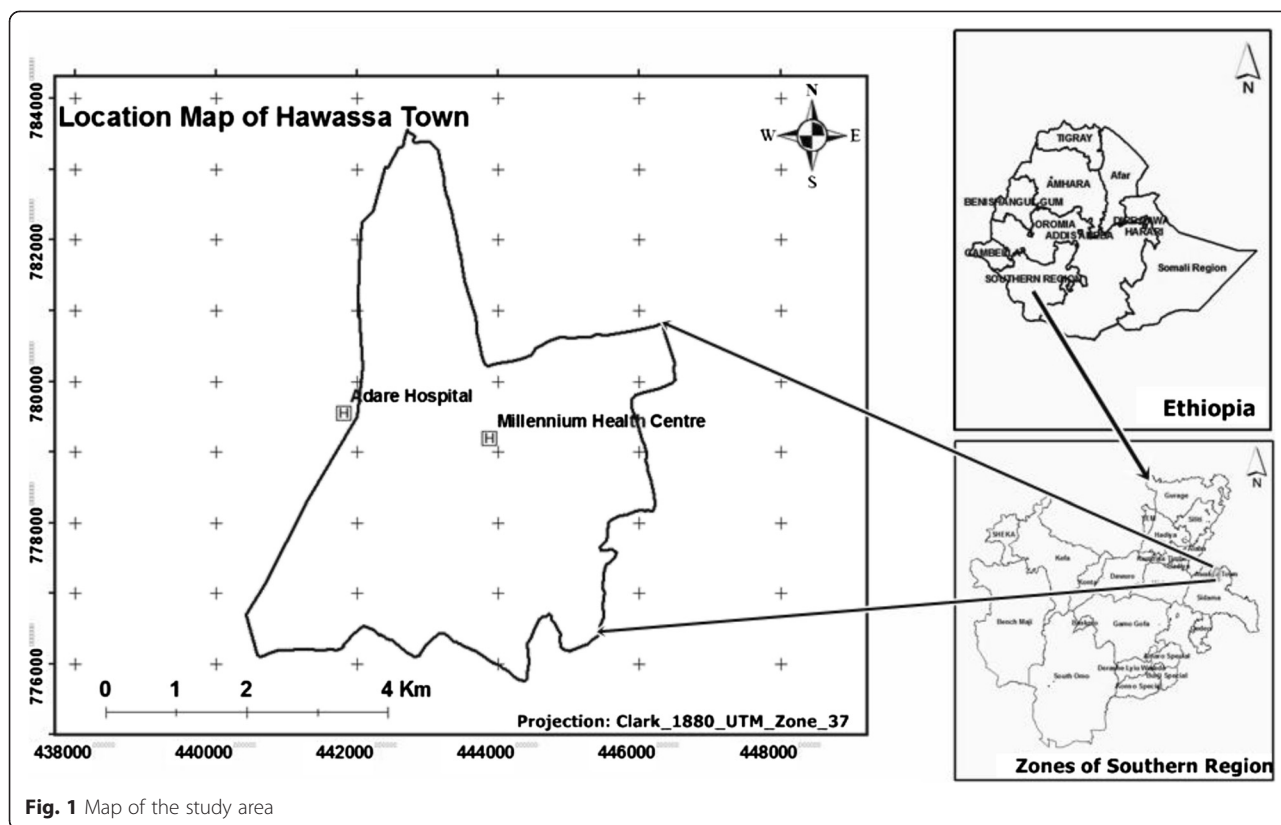 Location Map of Hawassa Town
N
W E
S
784000
782000
780000
778000
776000
Adare Hospital
H
Millennium Health Centre
H
0 1 2 4 Km
Projection: Clark_1880_UTM_Zone_37
438000 440000 442000 444000 446000 448000
N
TIGRAY
Afar
AMHARA
BENISHANGUL-GUM
OROMIA
HARARI
SOUTHERN REGION
Somali Region
Ethiopia
N
Gurage
Hadiya
SHEKA
Kefa
Konta
Dawuro
Sidama
Bench Maji
Gamo Gofa
South Omo
Zones of Southern Region
Fig. 1 Map of the study area